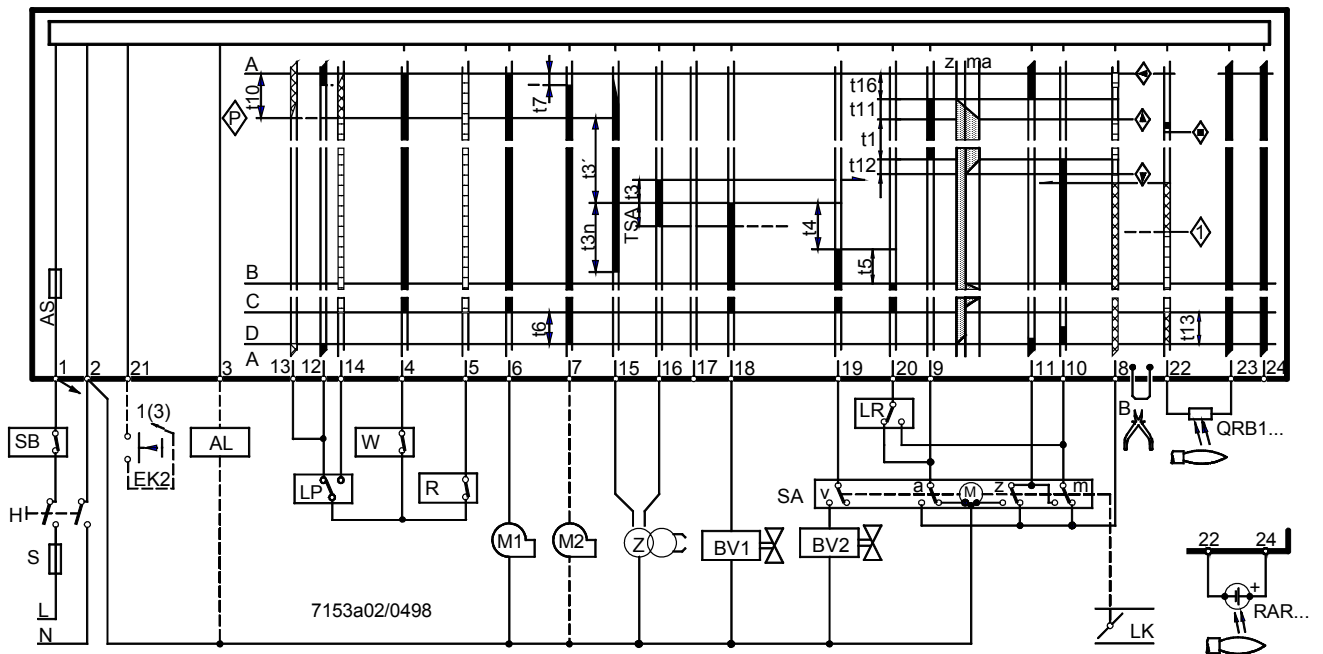 A
z ma
t10
t7
t16
t11
P
t1
t3´
t12
t3
TSA
t4
1
t3n
t5
B
AS
C
t6
t13
D
A
1 2 21 3 13 12 14 4 5 6 7 15 16 17 18 19 20 9 11 10 8 22 23 24
1(3)
LR
B
QRB1...
SB
AL
W
EK2
LP
R
SA
v
a
M
z
m
H
M1
M2
Z
BV1
BV2
S
22 24
+
L
7153a02/0498
RAR...
N
LK